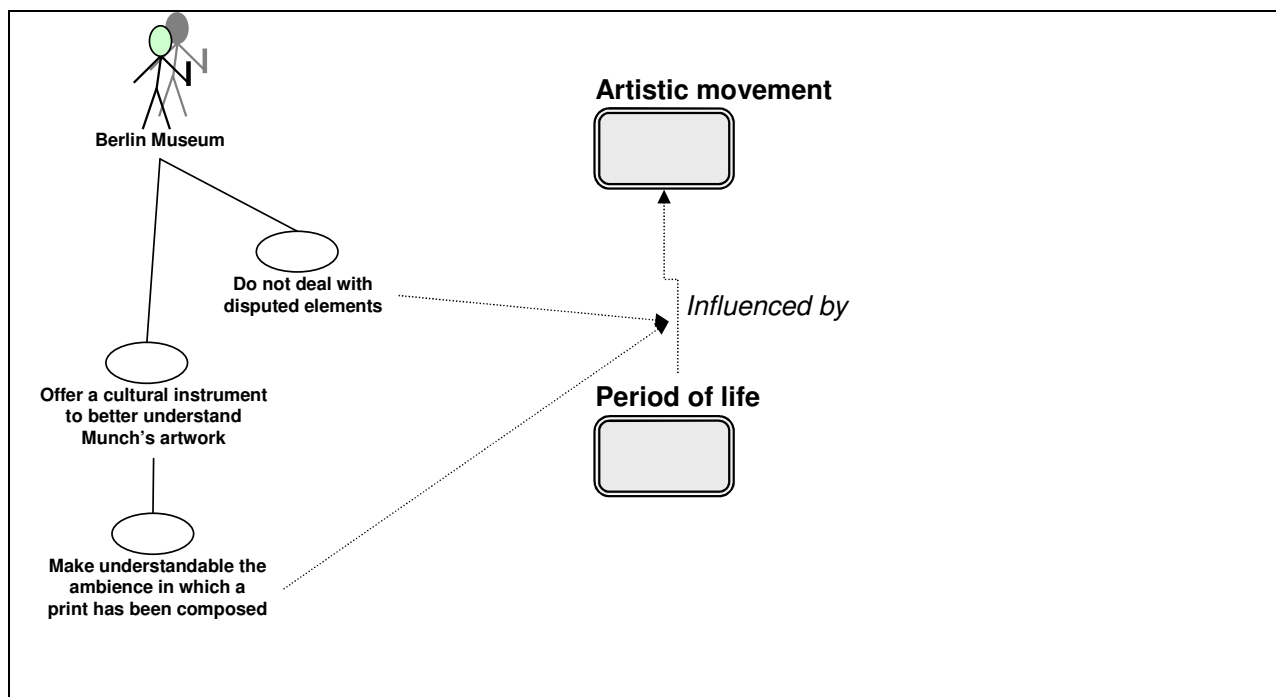 Artistic movement
Berlin Museum
Do not deal with
disputed elements
Influenced by
Offer a cultural instrument
to better understand
Munch's artwork
Period of life
Make understandable the
ambience in which a
print has been composed